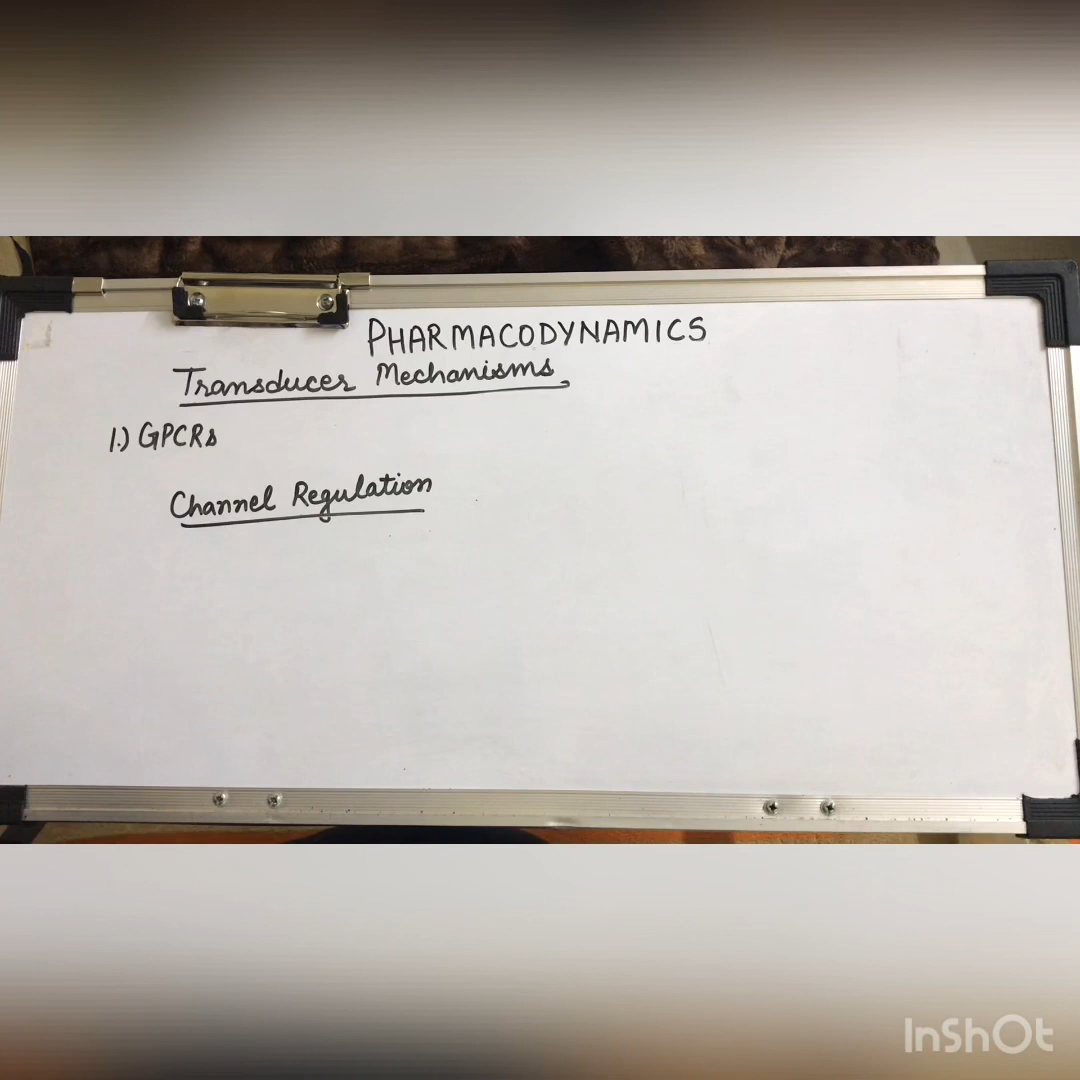 PHARMACODYNAMICS
Transducer Mechanisms,
1.) GPCRs
Channel Regulation
InShOt